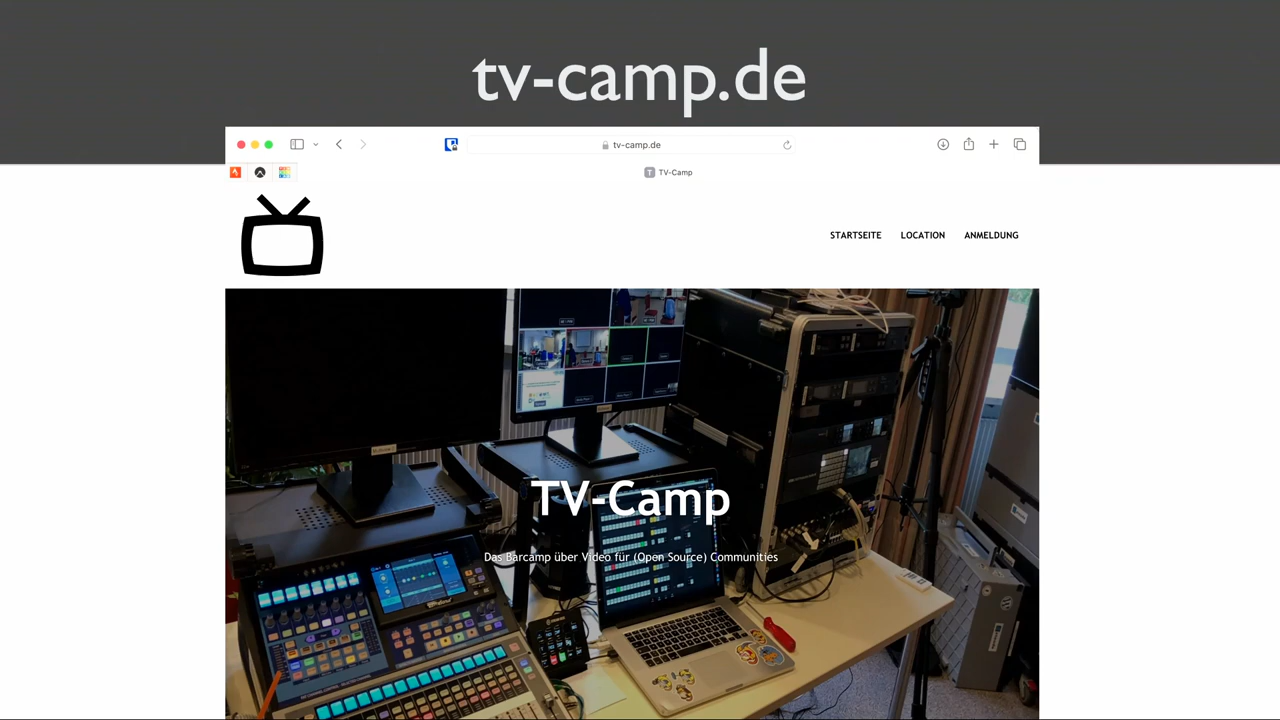 tv-camp.de
tv-camp.de
T TV-Camp
STARTSEITE LOCATION ANMELDUNG
TV-Camp
Das Barcamp über Video für (Open Source) Communities